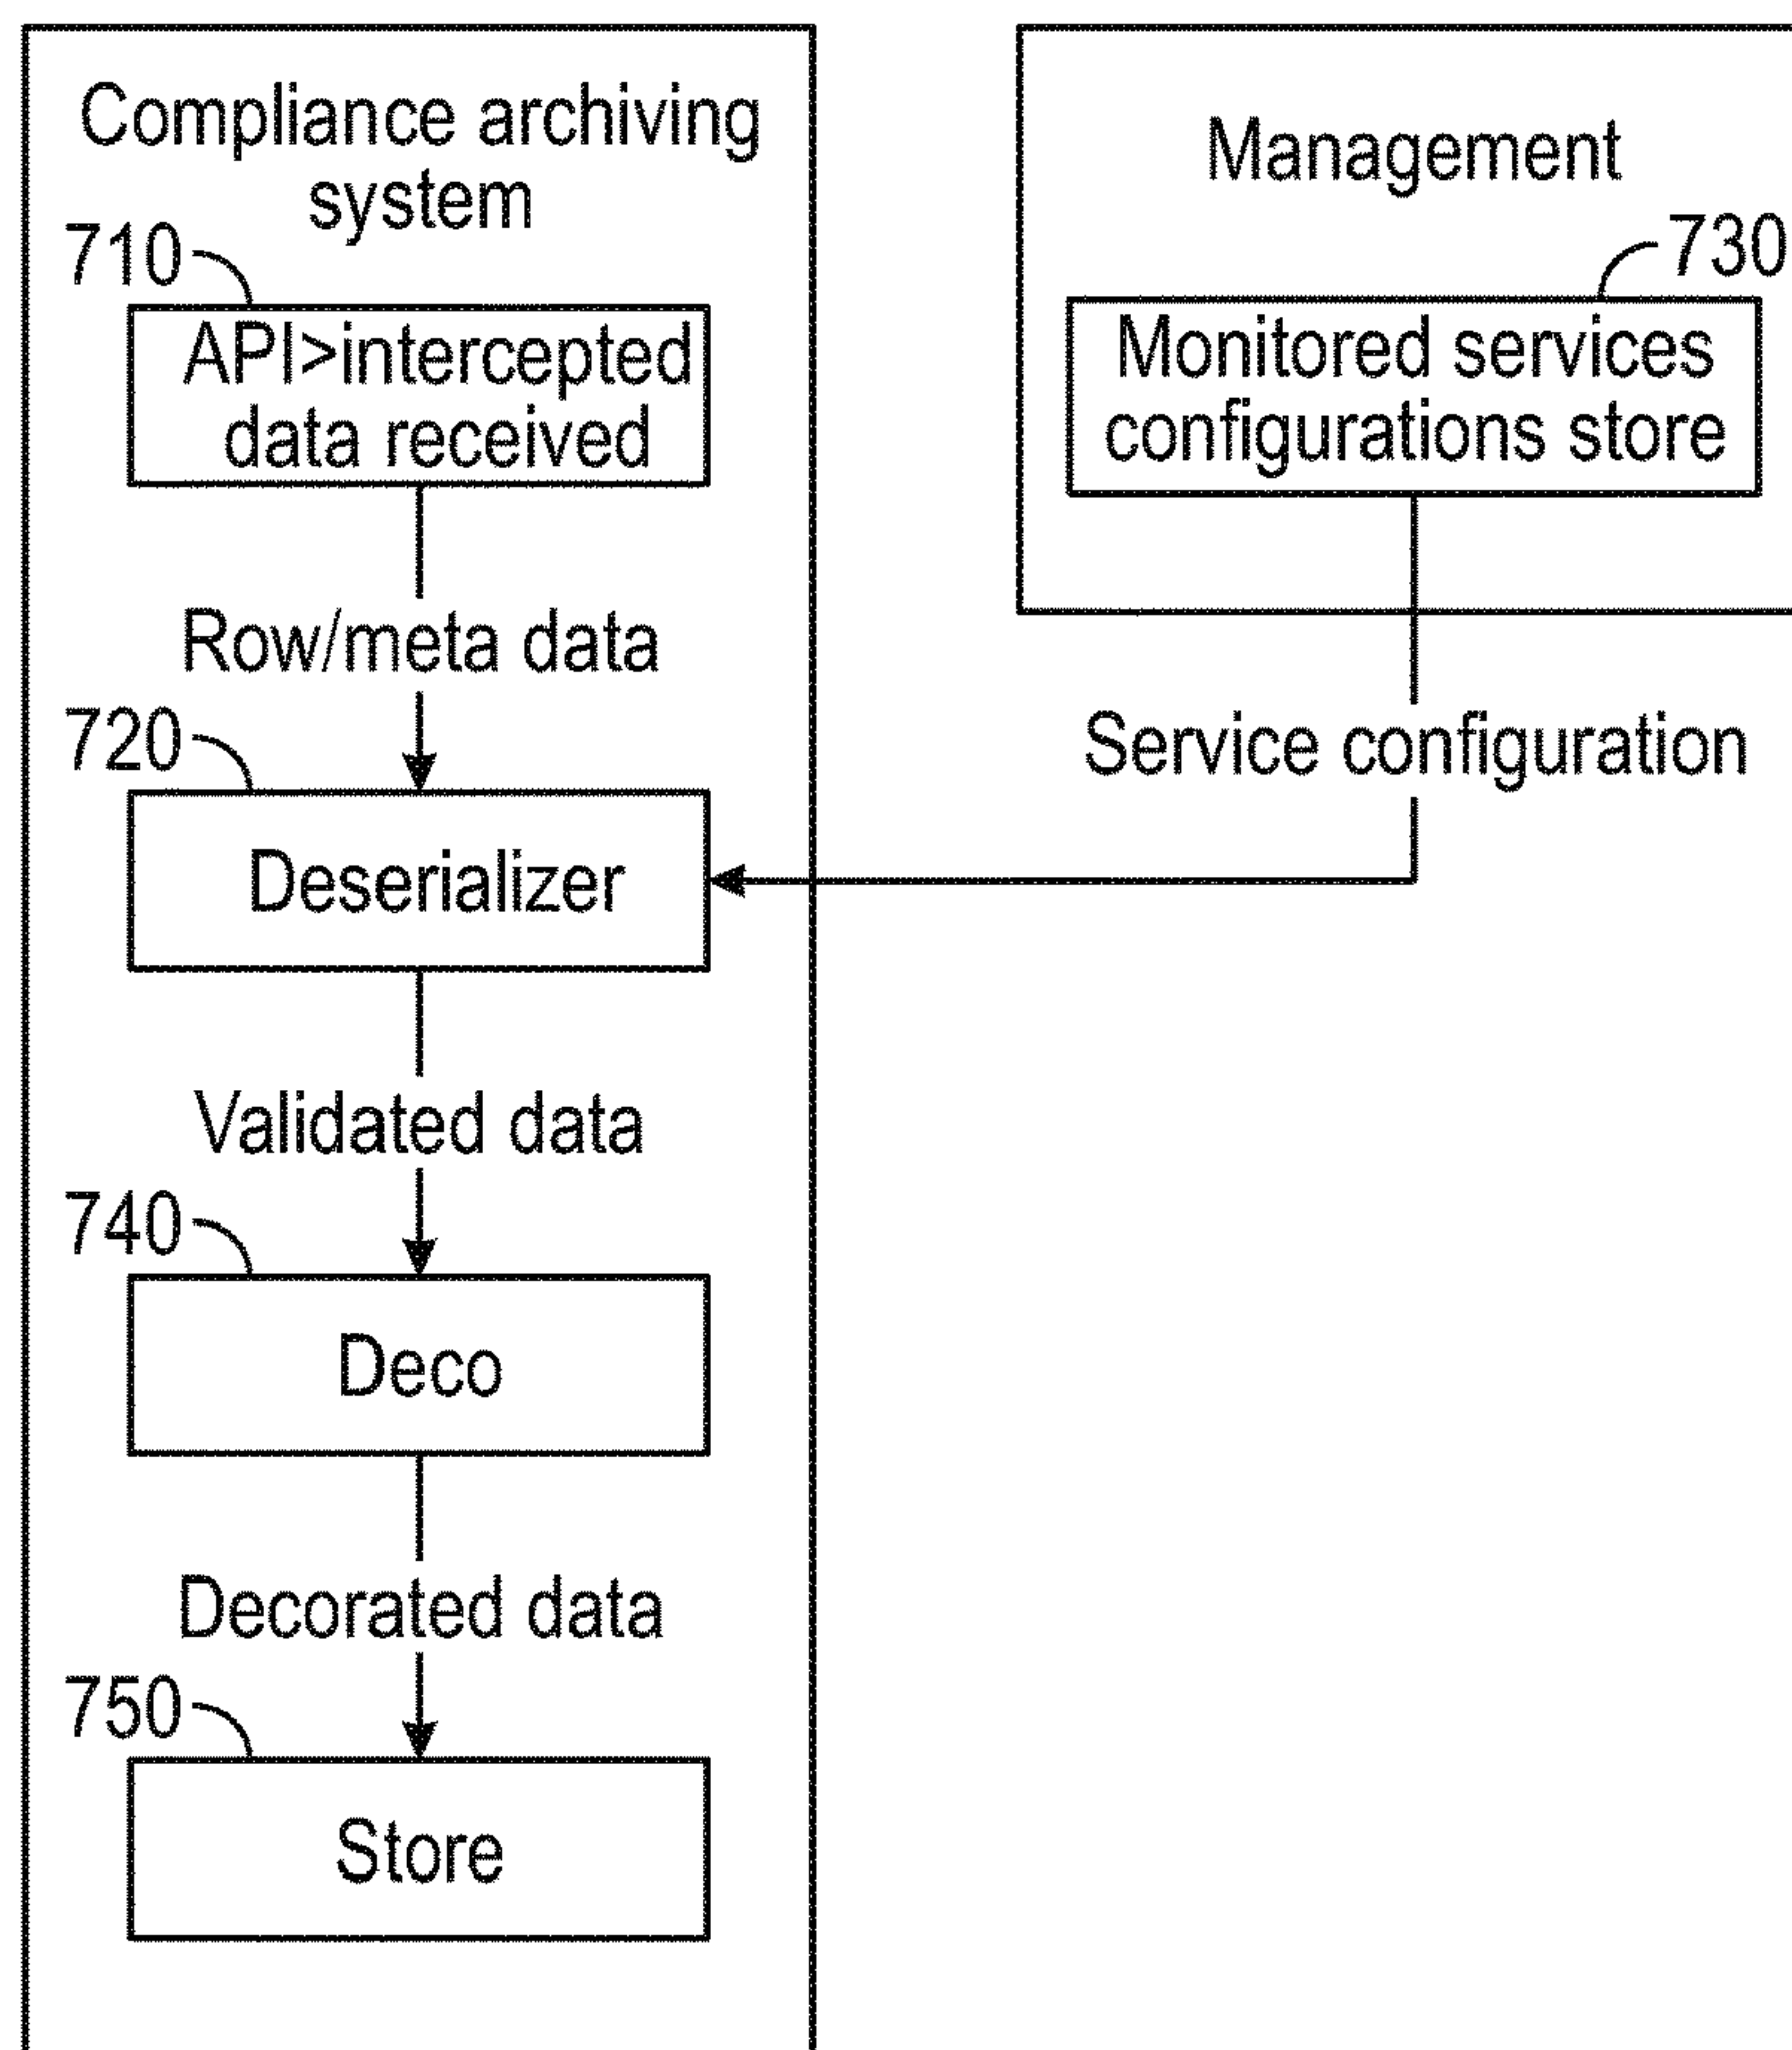 Compliance archiving
system
710
API>intercepted
data received
Row/meta data
720
Deserializer
Validated data
740
Deco
Decorated data
750
Store
Management
730
Monitored services
configurations store
Service configuration